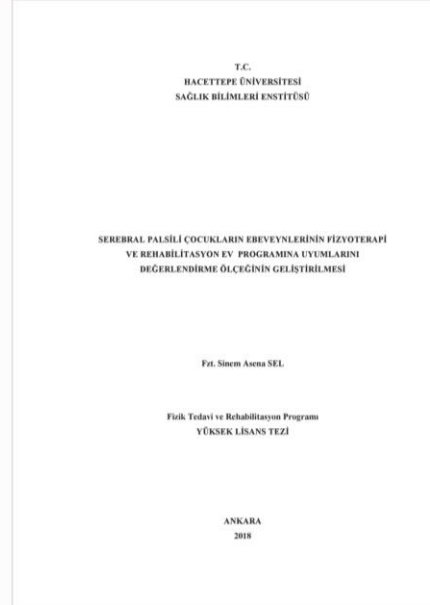 T.C.
HACETTEPE ÜNİVERSİTESİ
SAĞLIK BİLİMLERİ ENSTİTÜSÜ
SEREBRAL PALSİLİ ÇOCUKLARIN EBEVEYNLERİNİN FİZYOTERAPİ
VE REHABİLİTASYON EV PROGRAMINA UYUMLARINI
DEĞERLENDİRME ÖLÇEĞİNİN GELİŞTİRİLMESİ
Fzt. Sinem Asena SEL
Fizik Tedavi ve Rehabilitasyon Programı
YÜKSEK LİSANS TEZİ
ANKARA
2018